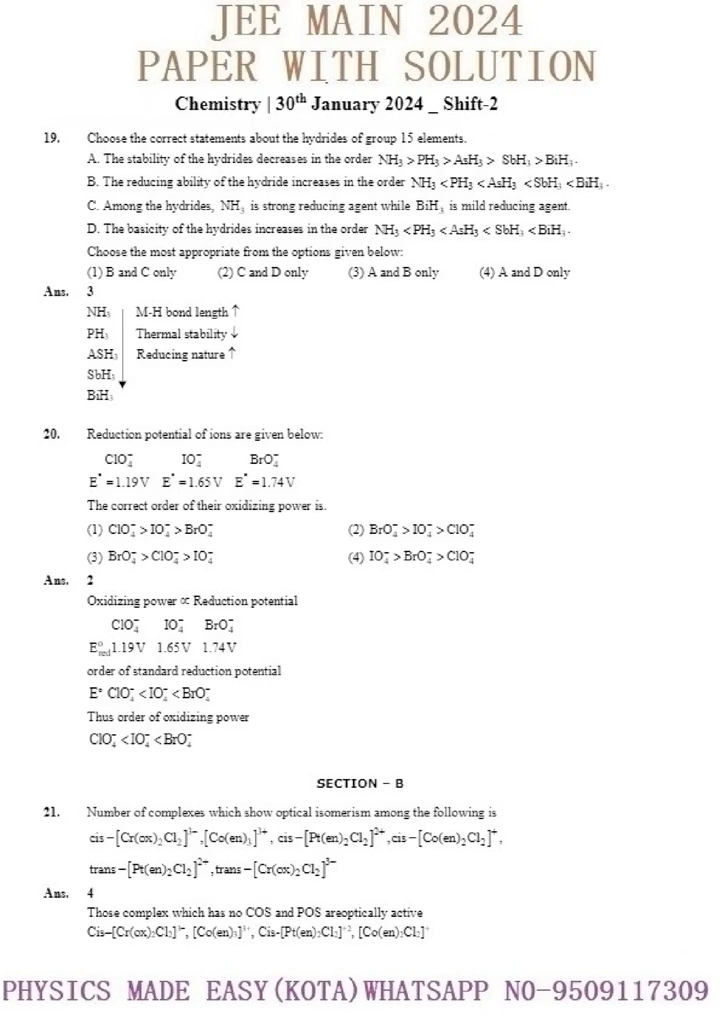 JEE MAIN 2024
PAPER WITH SOLUTION
Chemistry | 30th January 2024 _ Shift-2
19. Choose the correct statements about the hydrides of group 15 elements.
A. The stability of the hydrides decreases in the order NH₃ > PH₃ > AsH₃ > SbH₃ > BiH₃.
B. The reducing ability of the hydride increases in the order NH₃ < PH₃ < AsH₃ < SbH₃ < BiH₃.
C. Among the hydrides, NH₃ is strong reducing agent while BiH₃ is mild reducing agent.
D. The basicity of the hydrides increases in the order NH₃ < PH₃ < AsH₃ < SbH₃ < BiH₃.
Choose the most appropriate from the options given below:
(1) B and C only (2) C and D only (3) A and B only (4) A and D only
Ans. 3
NH₃ M-H bond length ↑
PH₃ Thermal stability ↓
ASH₃ Reducing nature ↑
SbH₃
BiH₃
20. Reduction potential of ions are given below:
ClO₄⁻ IO₄⁻ BrO₄⁻
E° = 1.19V E° = 1.65V E° = 1.74V
The correct order of their oxidizing power is.
(1) ClO₄⁻ > IO₄⁻ > BrO₄⁻ (2) BrO₄⁻ > IO₄⁻ > ClO₄⁻
(3) BrO₄⁻ > ClO₄⁻ > IO₄⁻ (4) IO₄⁻ > BrO₄⁻ > ClO₄⁻
Ans. 2
Oxidizing power ∝ Reduction potential
ClO₄⁻ IO₄⁻ BrO₄⁻
E°red 1.19V 1.65V 1.74V
order of standard reduction potential
E° ClO₄⁻ < IO₄⁻ < BrO₄⁻
Thus order of oxidizing power
ClO₄⁻ < IO₄⁻ < BrO₄⁻
SECTION – B
21. Number of complexes which show optical isomerism among the following is
cis–[Cr(ox)₂Cl₂]³⁻, [Co(en)₃]³⁺, cis–[Pt(en)₂Cl₂]²⁺, cis–[Co(en)₂Cl₂]⁺,
trans–[Pt(en)₂Cl₂]²⁺, trans–[Cr(ox)₂Cl₂]³⁻
Ans. 4
Those complex which has no COS and POS areoptically active
Cis–[Cr(ox)₂Cl₂]³⁻, [Co(en)₃]³⁺, Cis-[Pt(en)₂Cl₂]⁺², [Co(en)₂Cl₂]⁺
PHYSICS MADE EASY(KOTA)WHATSAPP NO-9509117309